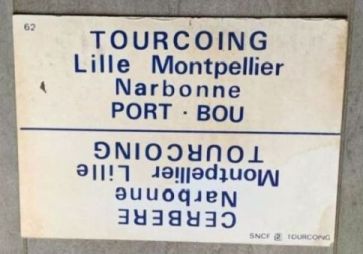 62
TOURCOING
Lille Montpellier
Narbonne
PORT · BOU
CERBERE
Narbonne
Montpellier Lille
TOURCOING
SNCF TOURCOING